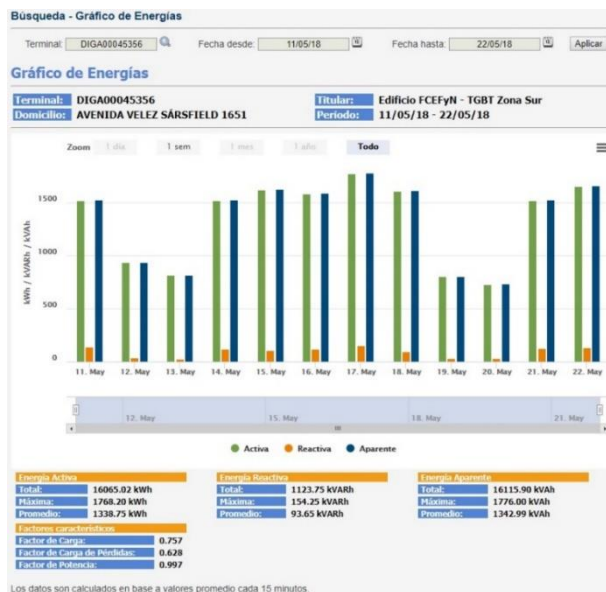 Búsqueda - Gráfico de Energías
Terminal: DIGA00045356 Fecha desde: 11/05/18 Fecha hasta: 22/05/18 Aplicar
Gráfico de Energías
Terminal: DIGA00045356 Titular: Edificio FCEFyN - TGBT Zona Sur
Domicilio: AVENIDA VELEZ SÁRSFIELD 1651 Período: 11/05/18 - 22/05/18
Zoom 1 día 1 sem 1 mes 1 año Todo
kWh / kVARh / kVAh
1500
1000
500
0
11. May 12. May 13. May 14. May 15. May 16. May 17. May 18. May 19. May 20. May 21. May 22. May
12. May 15. May 18. May 21. May
Activa Reactiva Aparente
Energía Activa Energía Reactiva Energía Aparente
Total: 16065.02 kWh Total: 1123.75 kVARh Total: 16115.90 kVAh
Máxima: 1768.20 kWh Máxima: 154.25 kVARh Máxima: 1776.00 kVAh
Promedio: 1338.75 kWh Promedio: 93.65 kVARh Promedio: 1342.99 kVAh
Factores característicos
Factor de Carga: 0.757
Factor de Carga de Pérdidas: 0.628
Factor de Potencia: 0.997
Los datos son calculados en base a valores promedio cada 15 minutos.